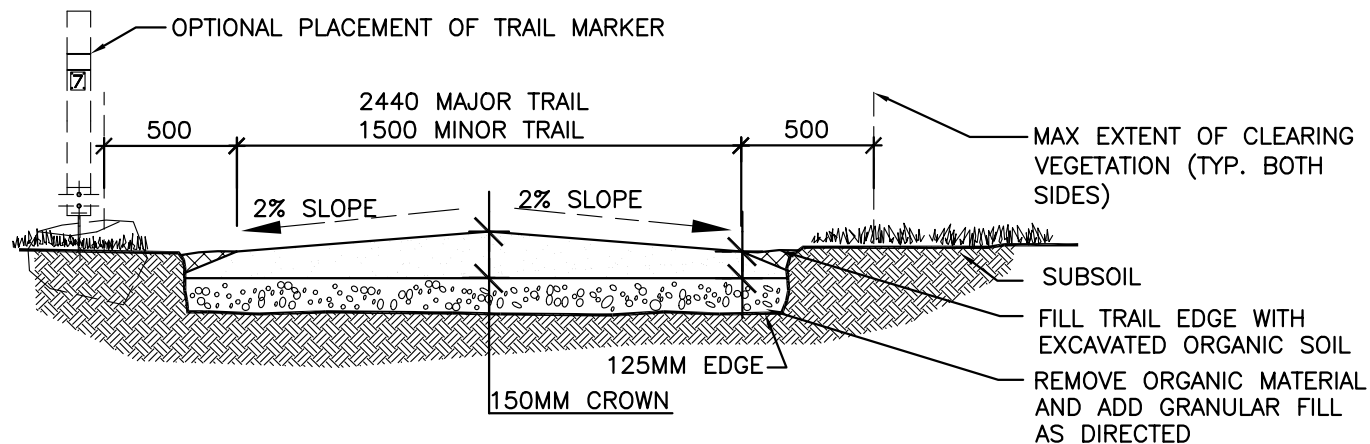 OPTIONAL PLACEMENT OF TRAIL MARKER
7
2440 MAJOR TRAIL
500
1500 MINOR TRAIL
500
MAX EXTENT OF CLEARING
VEGETATION (TYP. BOTH
SIDES)
2% SLOPE
2% SLOPE
SUBSOIL
FILL TRAIL EDGE WITH
EXCAVATED ORGANIC SOIL
125MM EDGE
REMOVE ORGANIC MATERIAL
AND ADD GRANULAR FILL
AS DIRECTED
150MM CROWN